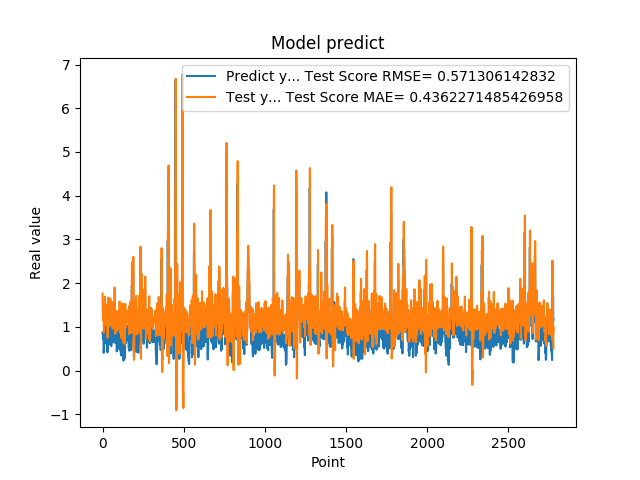 Model predict
Predict y... Test Score RMSE= 0.571306142832
Test y... Test Score MAE= 0.4362271485426958
7
6
5
4
3
2
1
0
−1
Real value
0 500 1000 1500 2000 2500
Point